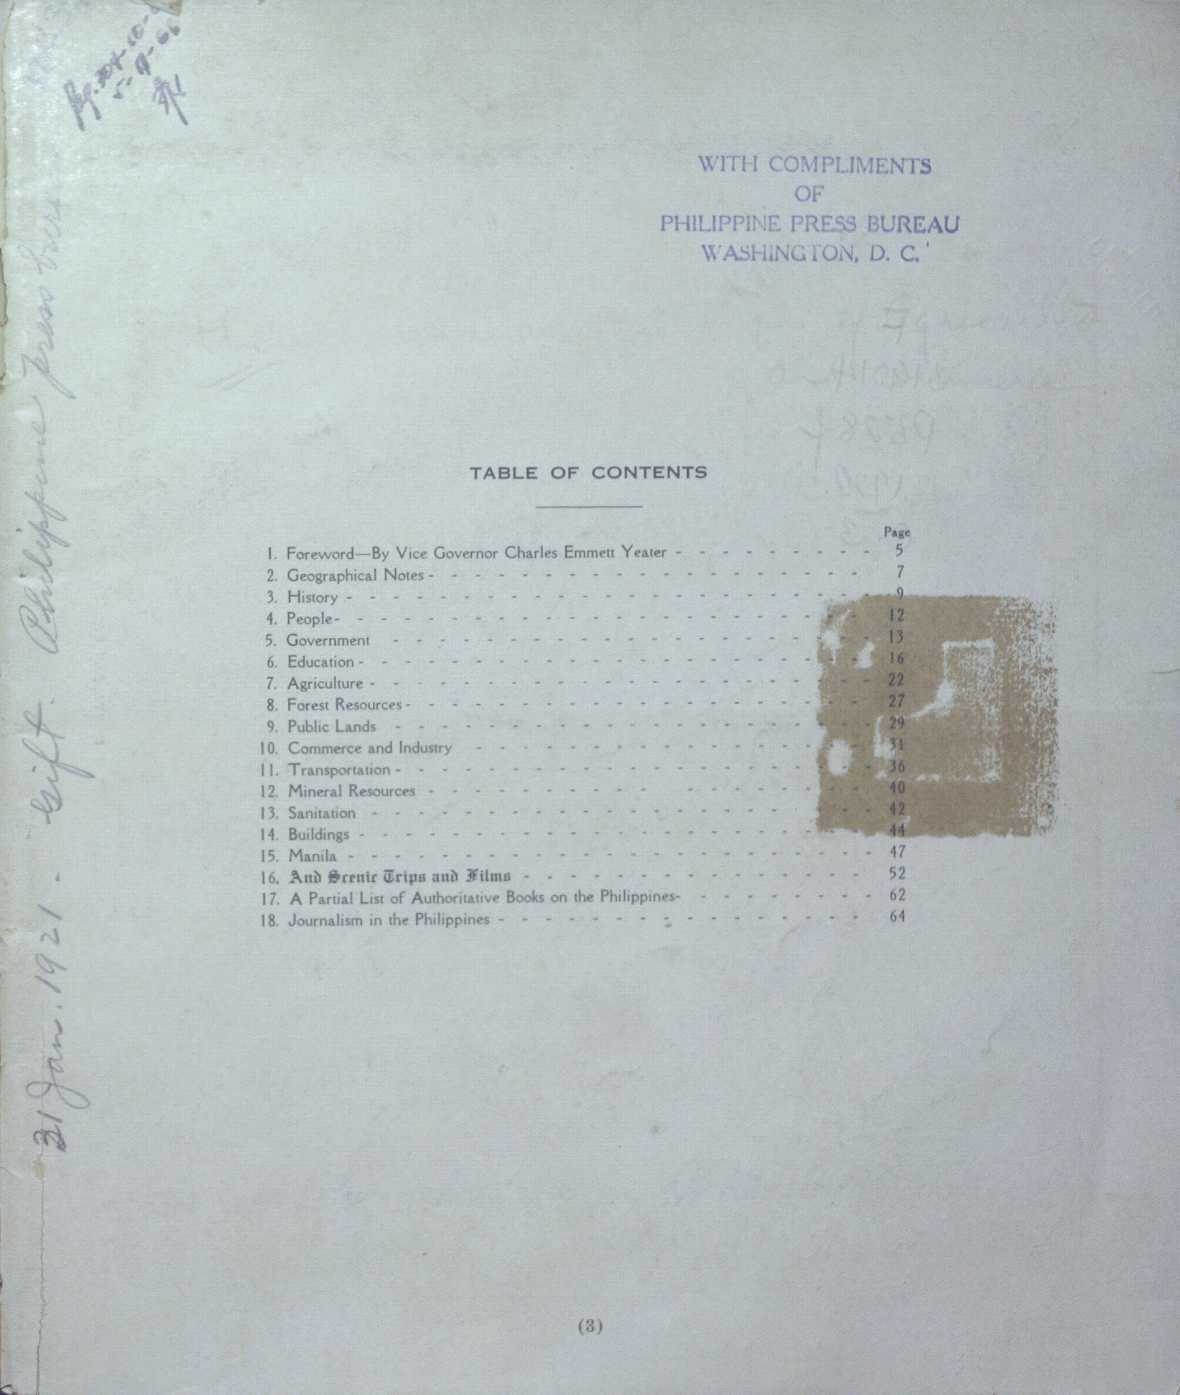 WITH COMPLIMENTS
OF
PHILIPPINE PRESS BUREAU
WASHINGTON, D. C.
TABLE OF CONTENTS
Page
1. Foreword—By Vice Governor Charles Emmett Yeater - - - - - - - - - 5
2. Geographical Notes - - - - - - - - - - - - - - - - - - - 7
3. History - - - - - - - - - - - - - - - - - - - - - - - 9
4. People - - - - - - - - - - - - - - - - - - - - - - - 12
5. Government - - - - - - - - - - - - - - - - - - - - - 13
6. Education - - - - - - - - - - - - - - - - - - - - - - 16
7. Agriculture - - - - - - - - - - - - - - - - - - - - - - 22
8. Forest Resources - - - - - - - - - - - - - - - - - - - - 27
9. Public Lands - - - - - - - - - - - - - - - - - - - - - 29
10. Commerce and Industry - - - - - - - - - - - - - - - - - - 31
11. Transportation - - - - - - - - - - - - - - - - - - - - - 36
12. Mineral Resources - - - - - - - - - - - - - - - - - - - 40
13. Sanitation - - - - - - - - - - - - - - - - - - - - - - 42
14. Buildings - - - - - - - - - - - - - - - - - - - - - - 44
15. Manila - - - - - - - - - - - - - - - - - - - - - - - 47
16. And Scenic Trips and Films - - - - - - - - - - - - - - - 52
17. A Partial List of Authoritative Books on the Philippines - - - - - - - - - 62
18. Journalism in the Philippines - - - - - - - - - - - - - - - - 64
31 Jan. 1921 - Gift. Philippine press bureau
(3)